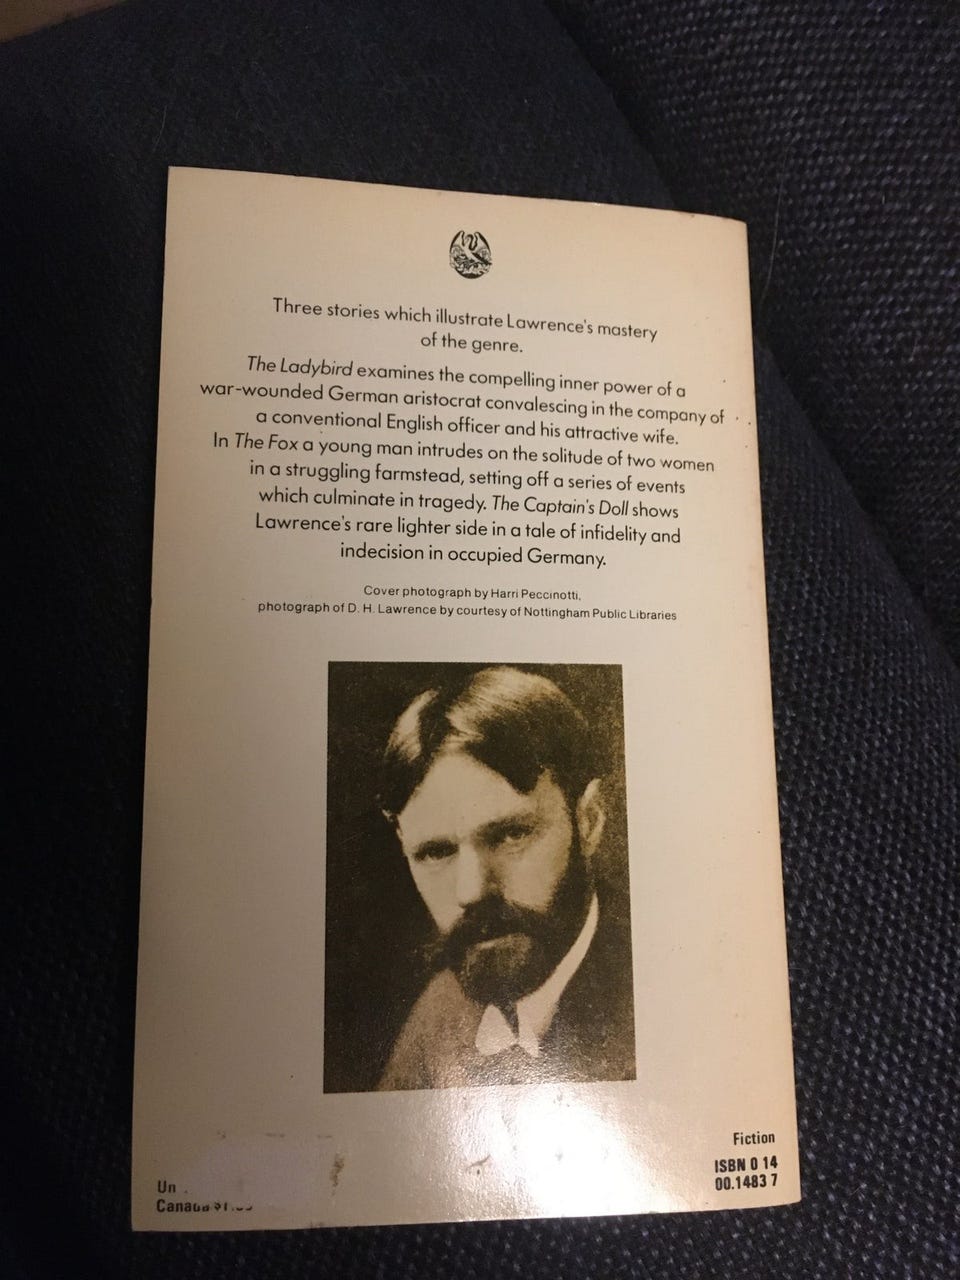 Three stories which illustrate Lawrence's mastery
of the genre.
The Ladybird examines the compelling inner power of a
war-wounded German aristocrat convalescing in the company of
a conventional English officer and his attractive wife.
In The Fox a young man intrudes on the solitude of two women
in a struggling farmstead, setting off a series of events
which culminate in tragedy. The Captain's Doll shows
Lawrence's rare lighter side in a tale of infidelity and
indecision in occupied Germany.
Cover photograph by Harri Peccinotti,
photograph of D. H. Lawrence by courtesy of Nottingham Public Libraries
Fiction
ISBN 0 14
00.1483 7
Un
Canada